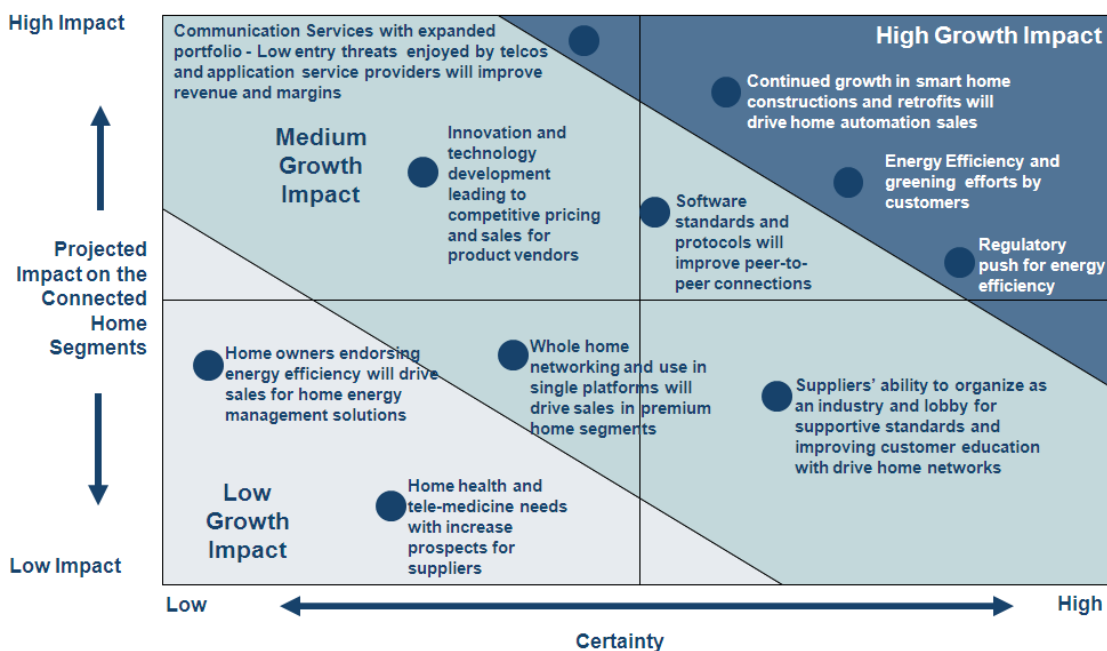 High Impact
Communication Services with expanded
portfolio - Low entry threats enjoyed by telcos
and application service providers will improve
revenue and margins
High Growth Impact
Continued growth in smart home
constructions and retrofits will
drive home automation sales
Medium
Growth
Impact
Innovation and
technology
development
leading to
competitive pricing
and sales for
product vendors
Energy Efficiency and
greening efforts by
customers
Software
standards and
protocols will
improve peer-to-
peer connections
Regulatory
push for energy
efficiency
Projected
Impact on the
Connected
Home
Segments
Home owners endorsing
energy efficiency will drive
sales for home energy
management solutions
Whole home
networking and use in
single platforms will
drive sales in premium
home segments
Suppliers' ability to organize as
an industry and lobby for
supportive standards and
improving customer education
with drive home networks
Low
Growth
Impact
Home health and
tele-medicine needs
with increase
prospects for
suppliers
Low Impact
Low
High
Certainty